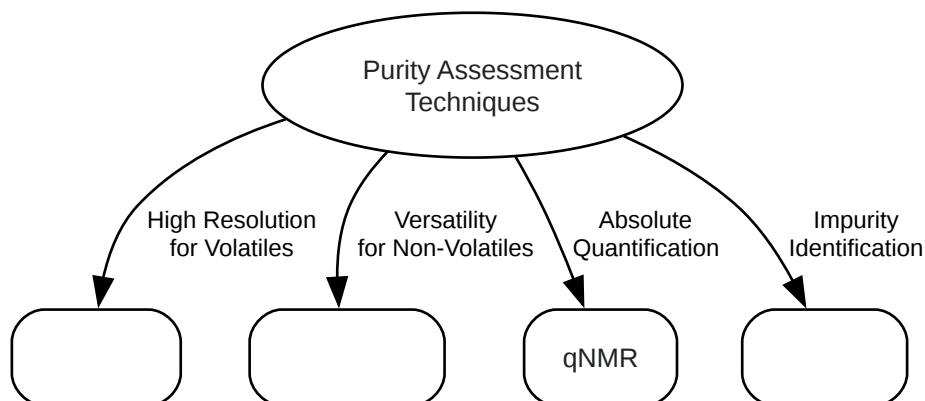 Purity Assessment
Techniques
High Resolution
for Volatiles
Versatility
for Non-Volatiles
Absolute
Quantification
Impurity
Identification
qNMR